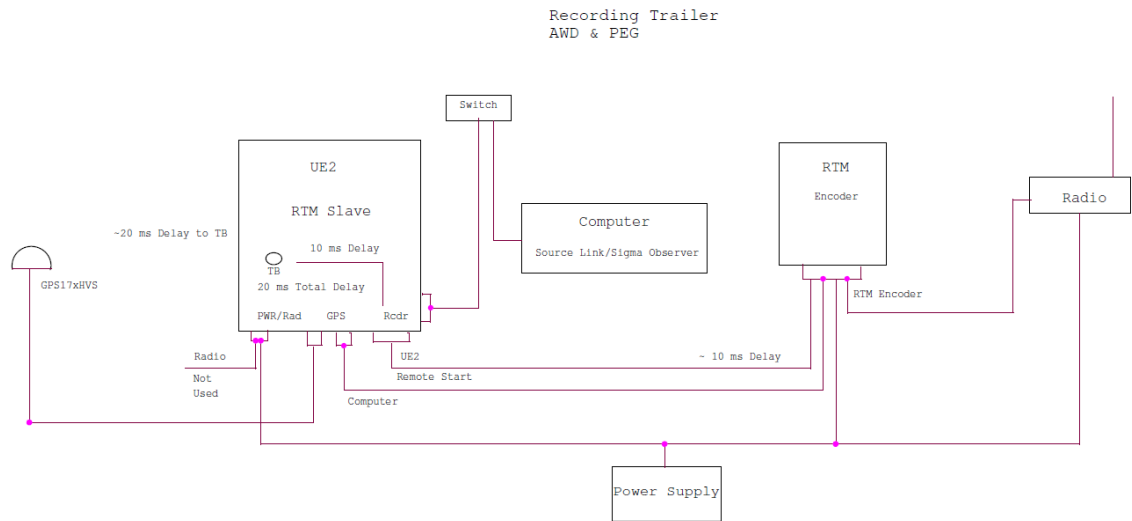 Recording Trailer
AWD & PEG
Switch
UE2
RTM
Encoder
Radio
RTM Slave
Computer
Source Link/Sigma Observer
~20 ms Delay to TB
10 ms Delay
TB
20 ms Total Delay
GPS17xHVS
RTM Encoder
PWR/Rad
GPS
Rcdr
Radio
UE2
~ 10 ms Delay
Not
Used
Remote Start
Computer
Power Supply